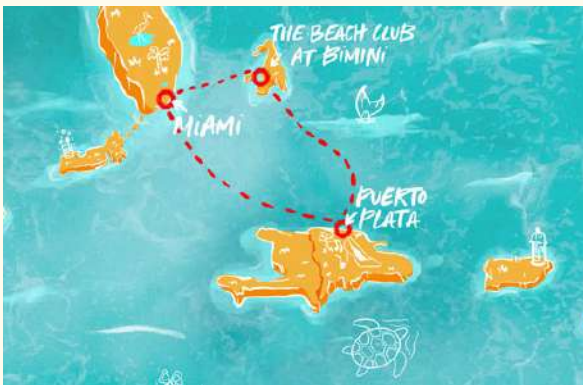 THE BEACH CLUB
AT BIMINI
MIAMI
PUERTO
PLATA